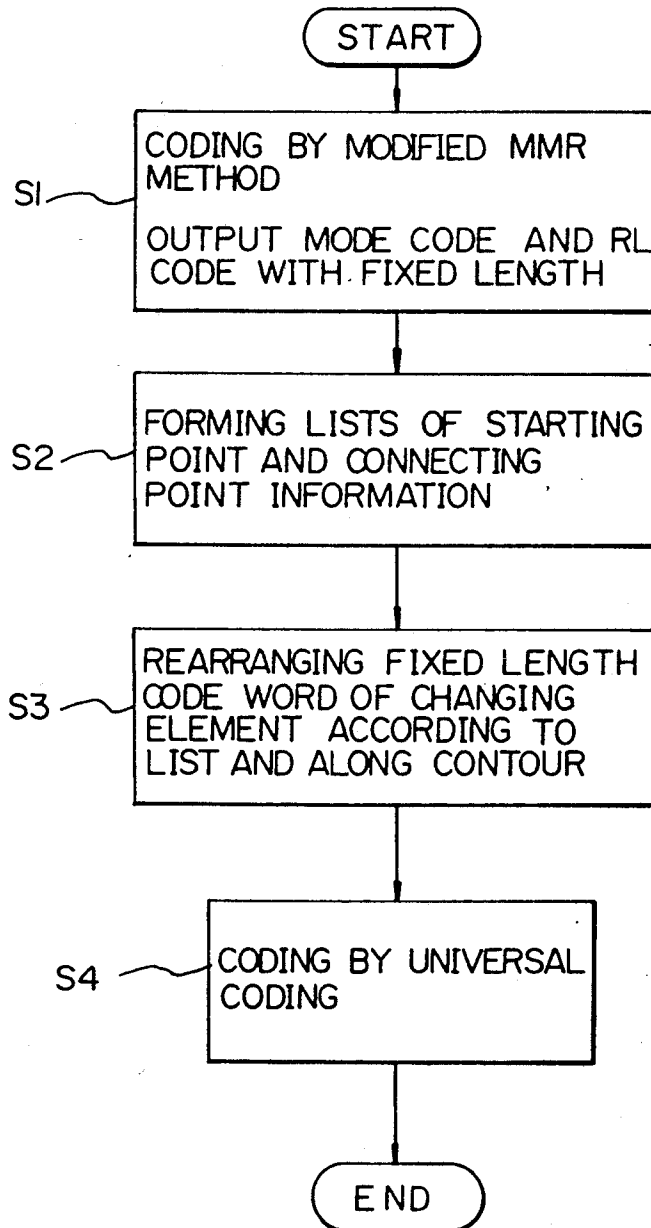 START
S1
CODING BY MODIFIED MMR
METHOD
OUTPUT MODE CODE AND RL
CODE WITH FIXED LENGTH
S2
FORMING LISTS OF STARTING
POINT AND CONNECTING
POINT INFORMATION
S3
REARRANGING FIXED LENGTH
CODE WORD OF CHANGING
ELEMENT ACCORDING TO
LIST AND ALONG CONTOUR
S4
CODING BY UNIVERSAL
CODING
END